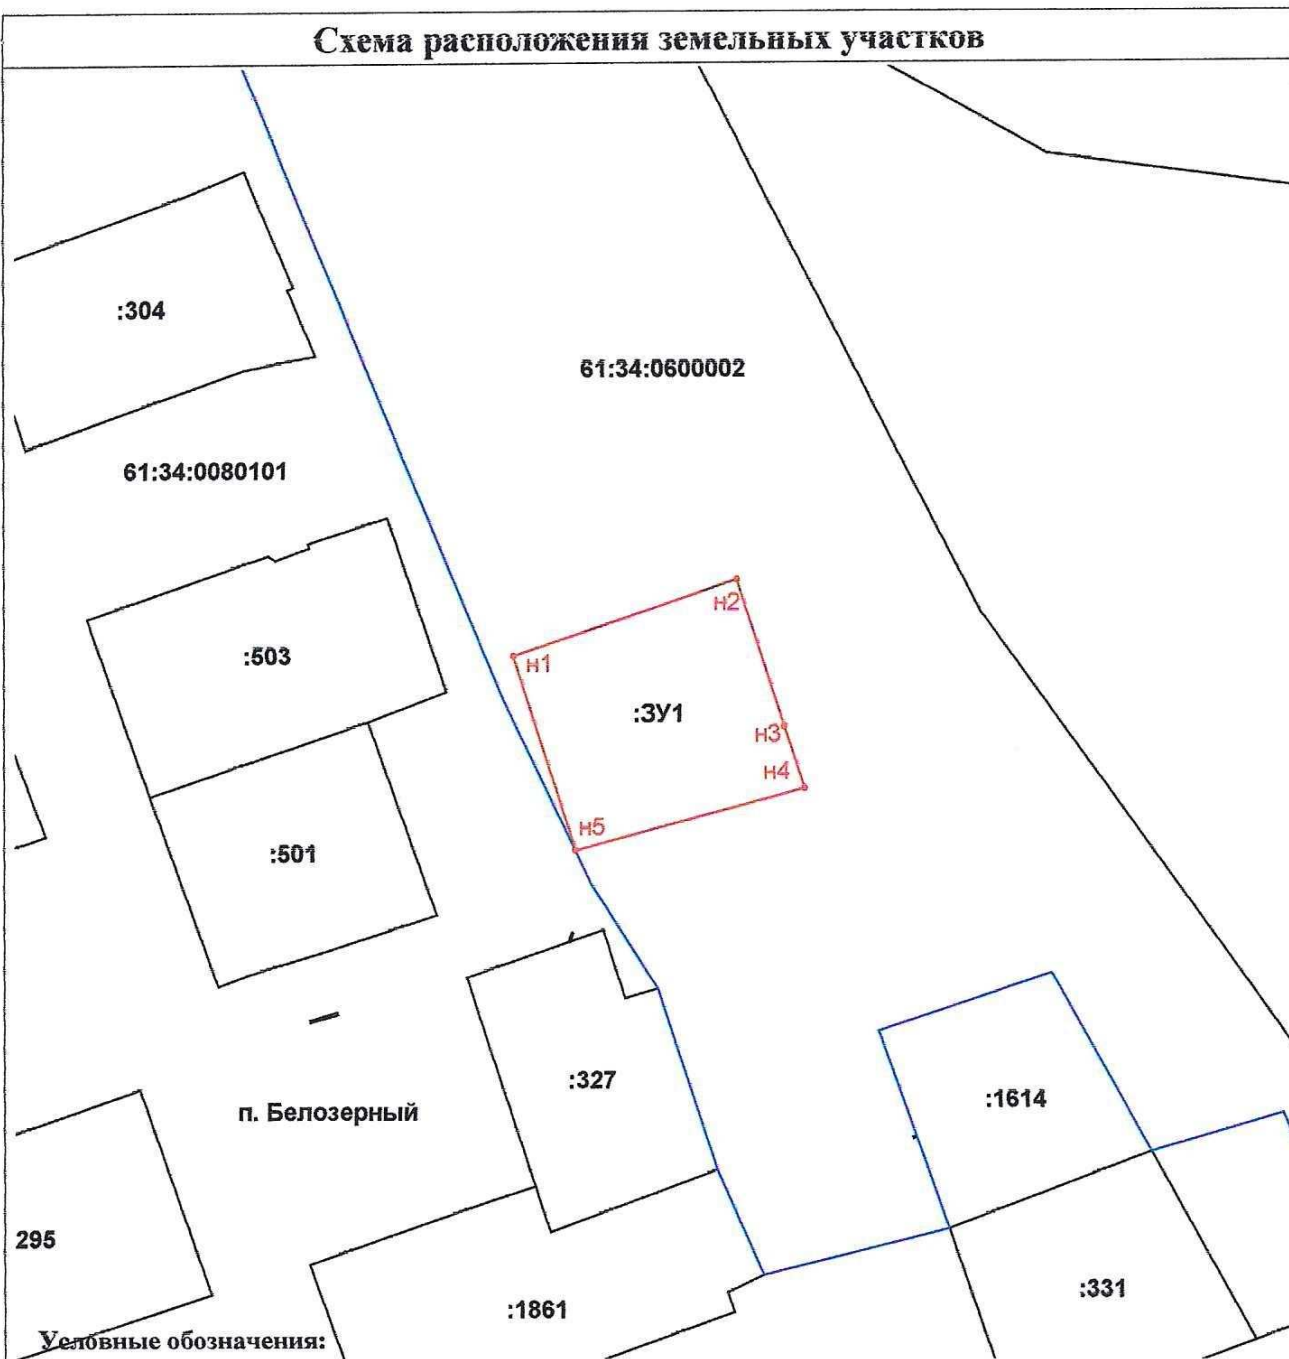 Схема расположения земельных участков
:304
61:34:0600002
61:34:0080101
н2
:503
н1
:ЗУ1
н3
н4
н5
:501
:327
:1614
п. Белозерный
295
:331
:1861
Условные обозначения: